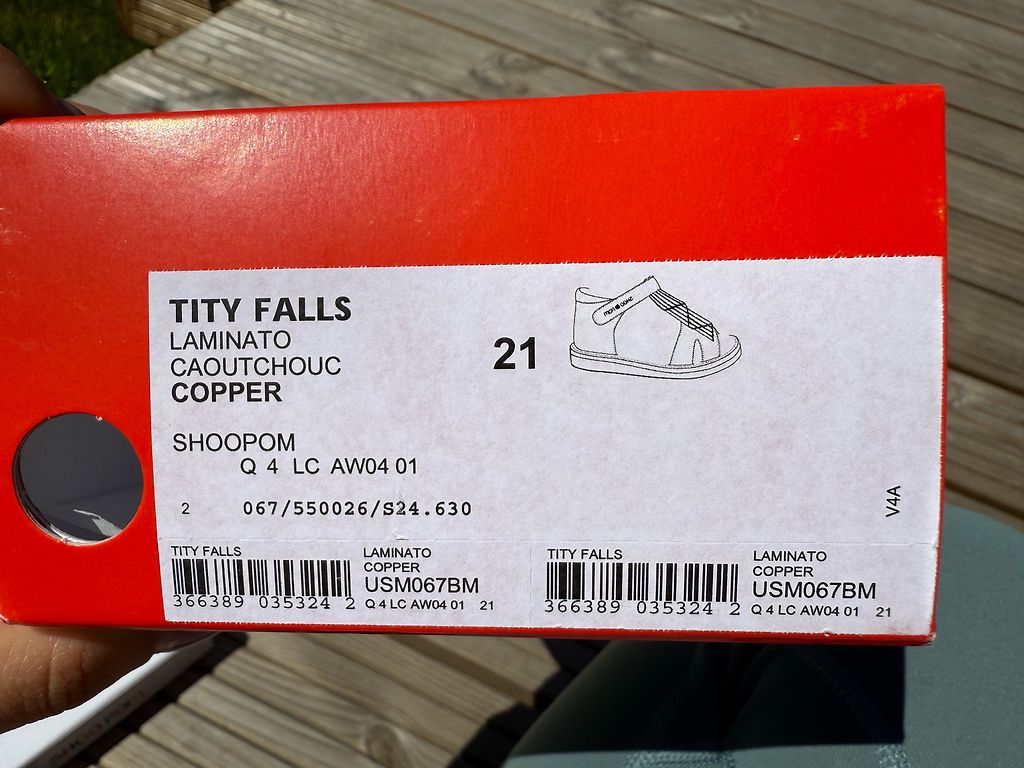 TITY FALLS
LAMINATO
CAOUTCHOUC
COPPER
21
SHOOPOM
Q 4 LC AW04 01
2 067/550026/S24.630
V4A
TITY FALLS
LAMINATO
COPPER
USM067BM
366389 035324 2
Q 4 LC AW04 01 21
TITY FALLS
LAMINATO
COPPER
USM067BM
366389 035324 2
Q 4 LC AW04 01 21